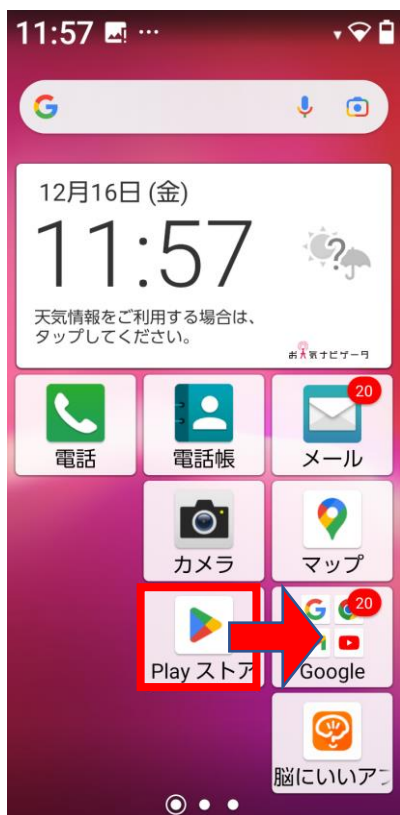 11:57
12月16日 (金)
11:57
天気情報をご利用する場合は、
タップしてください。
お天気ナビゲータ
電話
電話帳
20
メール
カメラ
マップ
Play ストア
20
Google
脳にいいア